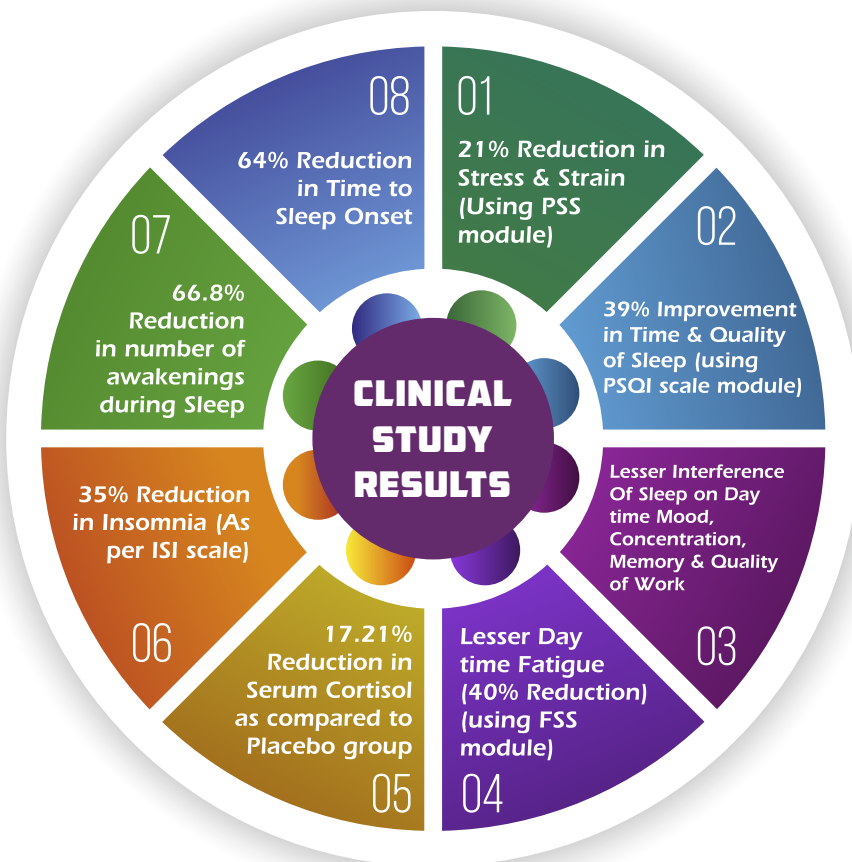 CLINICAL
STUDY
RESULTS
01
21% Reduction in
Stress & Strain
(Using PSS
module)
02
39% Improvement
in Time & Quality
of Sleep (using
PSQI scale module)
Lesser Interference
Of Sleep on Day
time Mood,
Concentration,
Memory & Quality
of Work
03
Lesser Day
time Fatigue
(40% Reduction)
(using FSS
module)
04
17.21%
Reduction in
Serum Cortisol
as compared to
Placebo group
05
35% Reduction
in Insomnia (As
per ISI scale)
06
07
66.8%
Reduction
in number of
awakenings
during Sleep
08
64% Reduction
in Time to
Sleep Onset